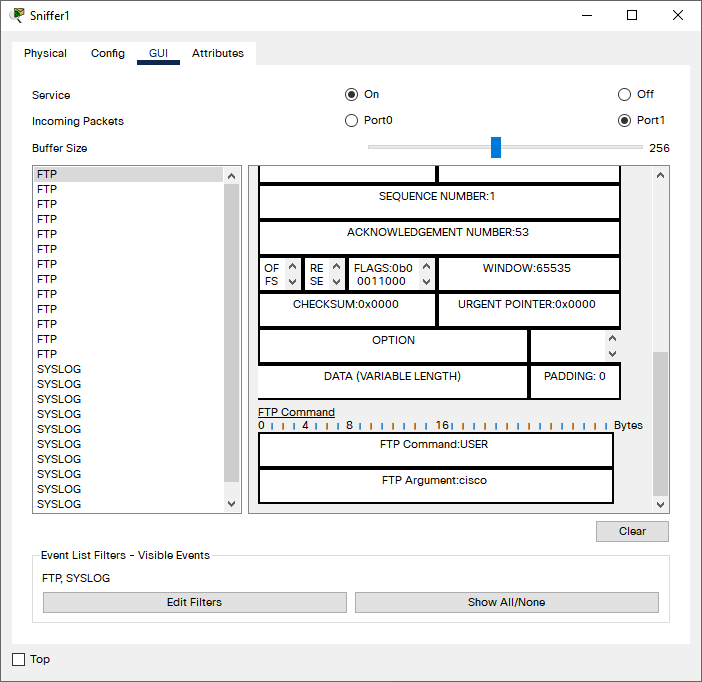 Sniffer1
Physical Config GUI Attributes
Service On Off
Incoming Packets Port0 Port1
Buffer Size 256
FTP
FTP
FTP
FTP
FTP
FTP
FTP
FTP
FTP
FTP
FTP
FTP
FTP
SYSLOG
SYSLOG
SYSLOG
SYSLOG
SYSLOG
SYSLOG
SYSLOG
SYSLOG
SYSLOG
SYSLOG
SEQUENCE NUMBER:1
ACKNOWLEDGEMENT NUMBER:53
OF
FS
RE
SE
FLAGS:0b0
0011000
WINDOW:65535
CHECKSUM:0x0000 URGENT POINTER:0x0000
OPTION
DATA (VARIABLE LENGTH) PADDING: 0
FTP Command
0 4 8 16 Bytes
FTP Command:USER
FTP Argument:cisco
Clear
Event List Filters - Visible Events
FTP, SYSLOG
Edit Filters Show All/None
Top